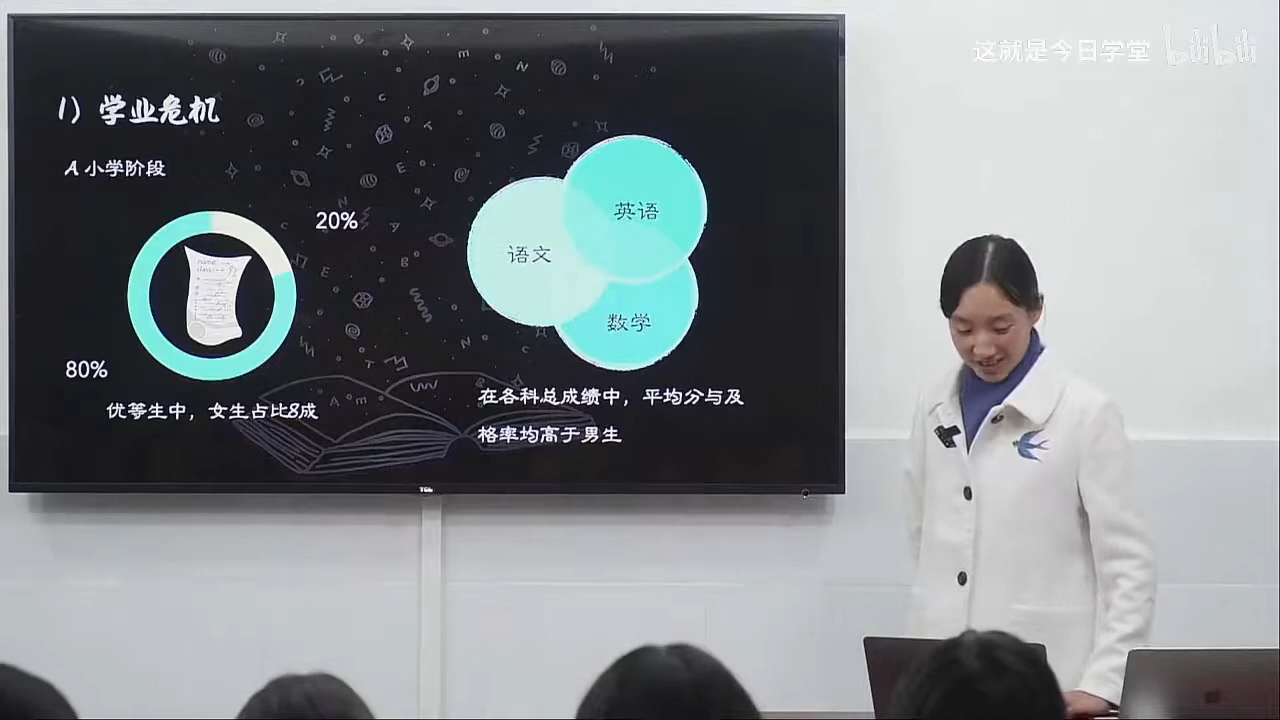 这就是今日学堂 bilibili
1）学业危机
A 小学阶段
20%
英语
语文
数学
80%
优等生中，女生占比8成
在各科总成绩中，平均分与及
格率均高于男生